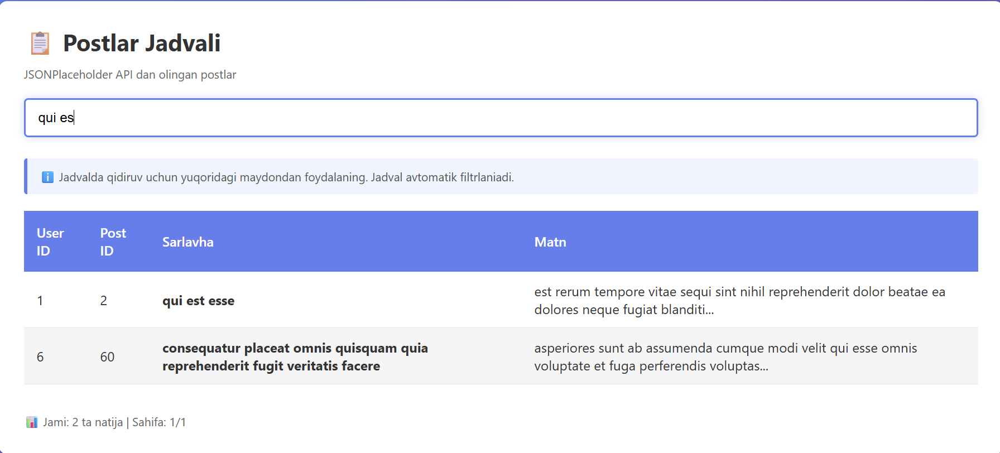 Postlar Jadvali
JSONPlaceholder API dan olingan postlar
qui es
Jadvalda qidiruv uchun yuqoridagi maydondan foydalaning. Jadval avtomatik filtrlaniadi.
User ID
Post ID
Sarlavha
Matn
1
2
qui est esse
est rerum tempore vitae sequi sint nihil reprehenderit dolor beatae ea
dolores neque fugiat blanditi...
6
60
consequatur placeat omnis quisquam quia
reprehenderit fugit veritatis facere
asperiores sunt ab assumenda cumque modi velit qui esse omnis
voluptate et fuga perferendis voluptas...
Jami: 2 ta natija | Sahifa: 1/1